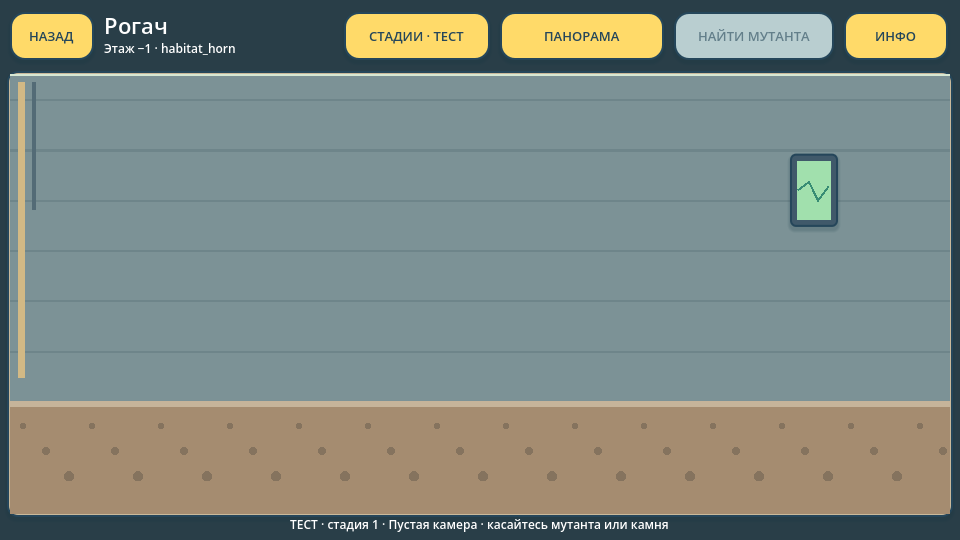 НАЗАД
Рогач
Этаж −1 · habitat_horn
СТАДИИ · ТЕСТ
ПАНОРАМА
НАЙТИ МУТАНТА
ИНФО
ТЕСТ · стадия 1 · Пустая камера · касайтесь мутанта или камня